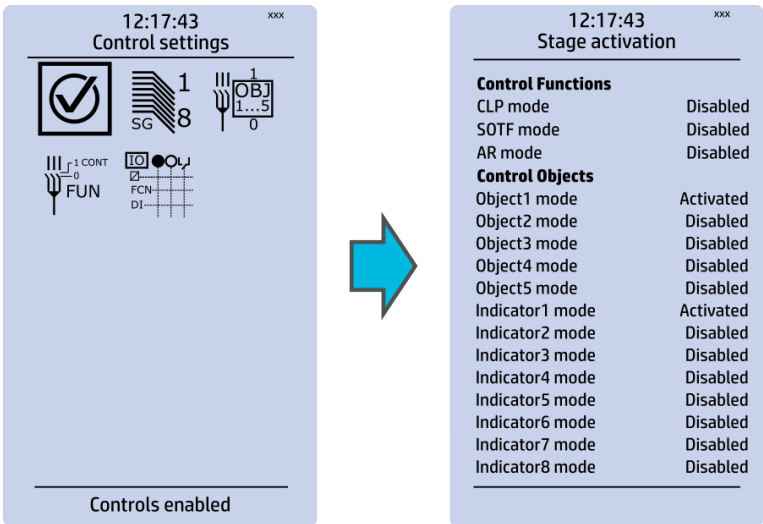 12:17:43 xxx
Control settings
1
SG 8
1
OBJ
1...5
0
1 CONT
0
FUN
IO
FCN
DI
Controls enabled
12:17:43 xxx
Stage activation
Control Functions
CLP mode Disabled
SOTF mode Disabled
AR mode Disabled
Control Objects
Object1 mode Activated
Object2 mode Disabled
Object3 mode Disabled
Object4 mode Disabled
Object5 mode Disabled
Indicator1 mode Activated
Indicator2 mode Disabled
Indicator3 mode Disabled
Indicator4 mode Disabled
Indicator5 mode Disabled
Indicator6 mode Disabled
Indicator7 mode Disabled
Indicator8 mode Disabled